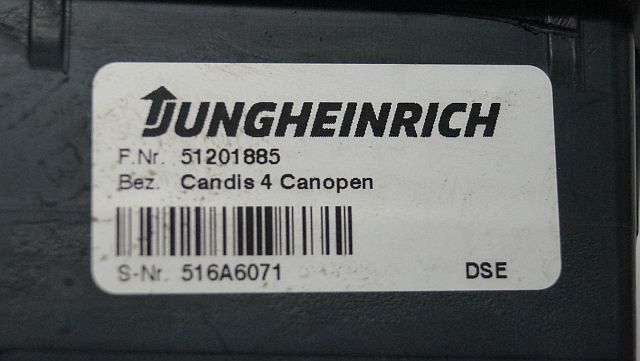 JUNGHEINRICH
F.Nr. 51201885
Bez. Candis 4 Canopen
S-Nr. 516A6071 DSE